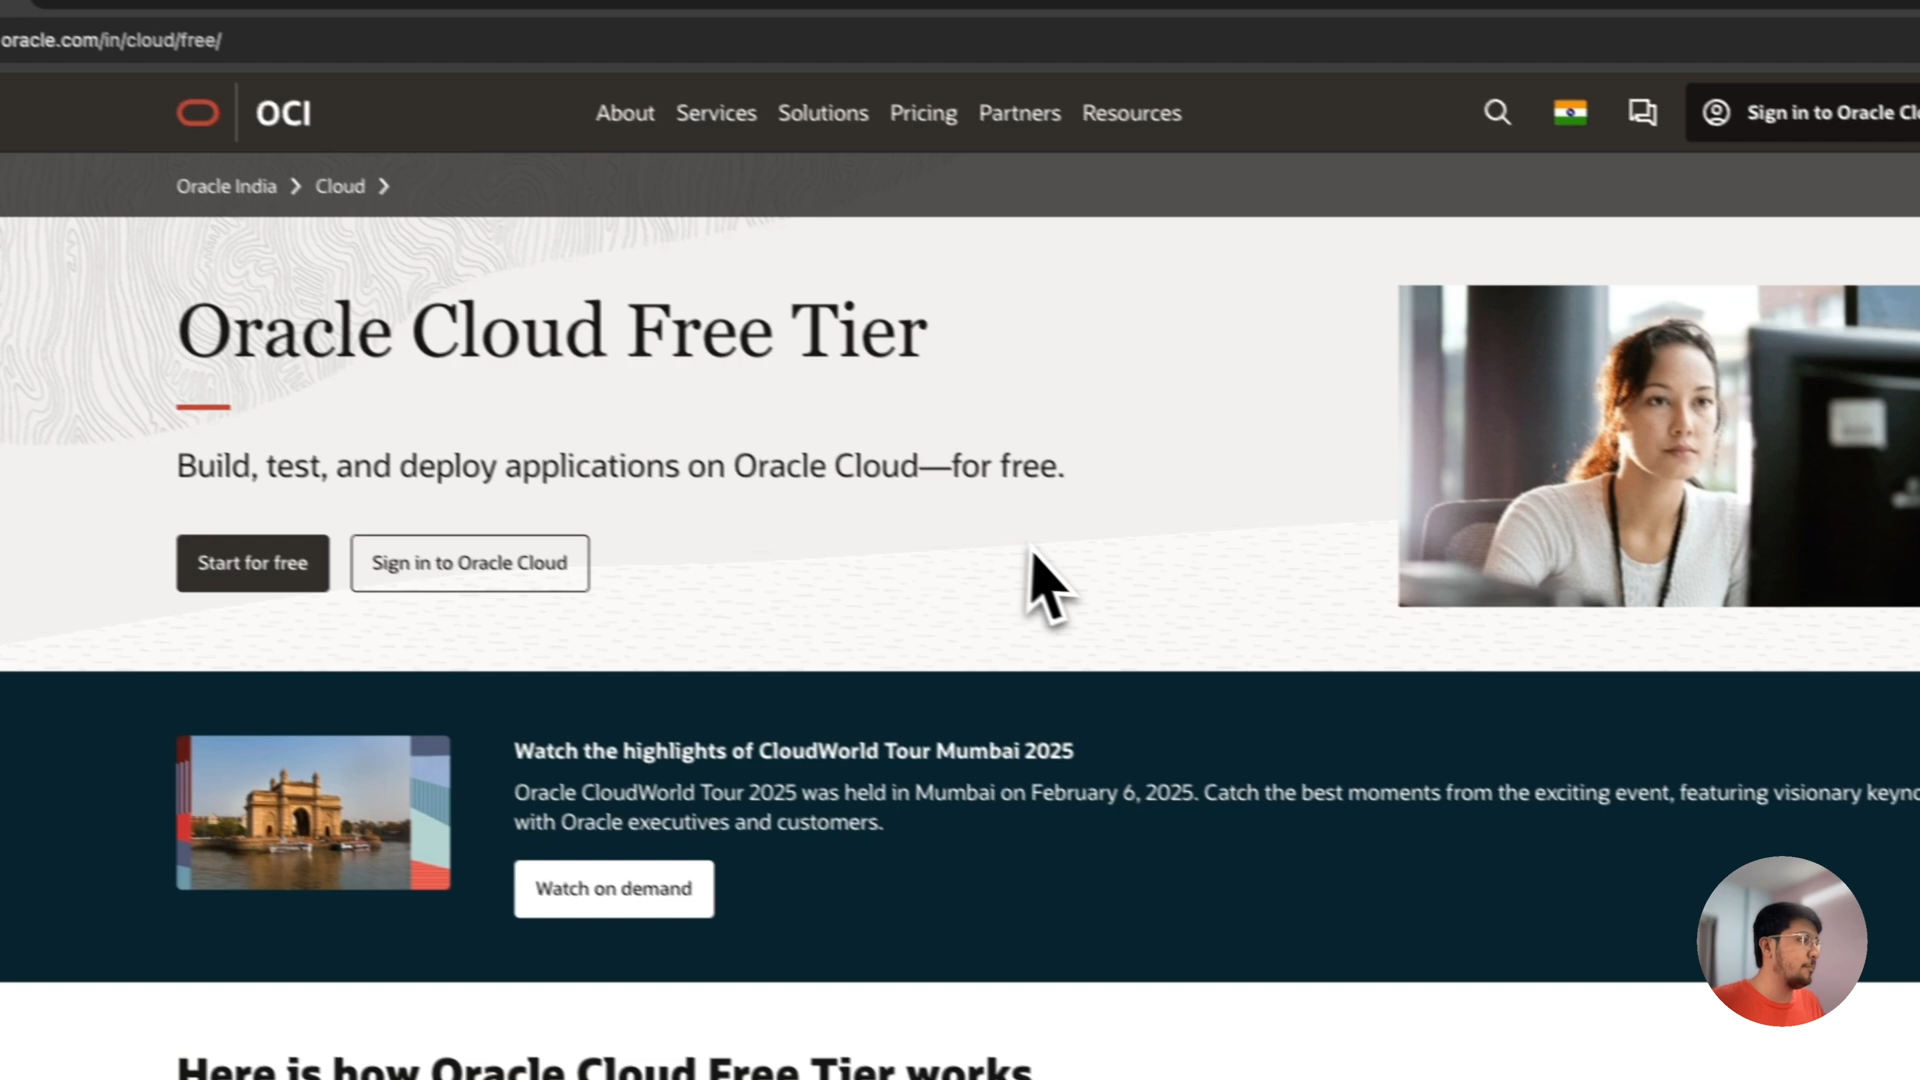 oracle.com/in/cloud/free/
OCI
About Services Solutions Pricing Partners Resources
Sign in to Oracle Clo
Oracle India
Cloud
Oracle Cloud Free Tier
Build, test, and deploy applications on Oracle Cloud—for free.
Start for free
Sign in to Oracle Cloud
Watch the highlights of CloudWorld Tour Mumbai 2025
Oracle CloudWorld Tour 2025 was held in Mumbai on February 6, 2025. Catch the best moments from the exciting event, featuring visionary keyno
with Oracle executives and customers.
Watch on demand
Here is how Oracle Cloud Free Tier works